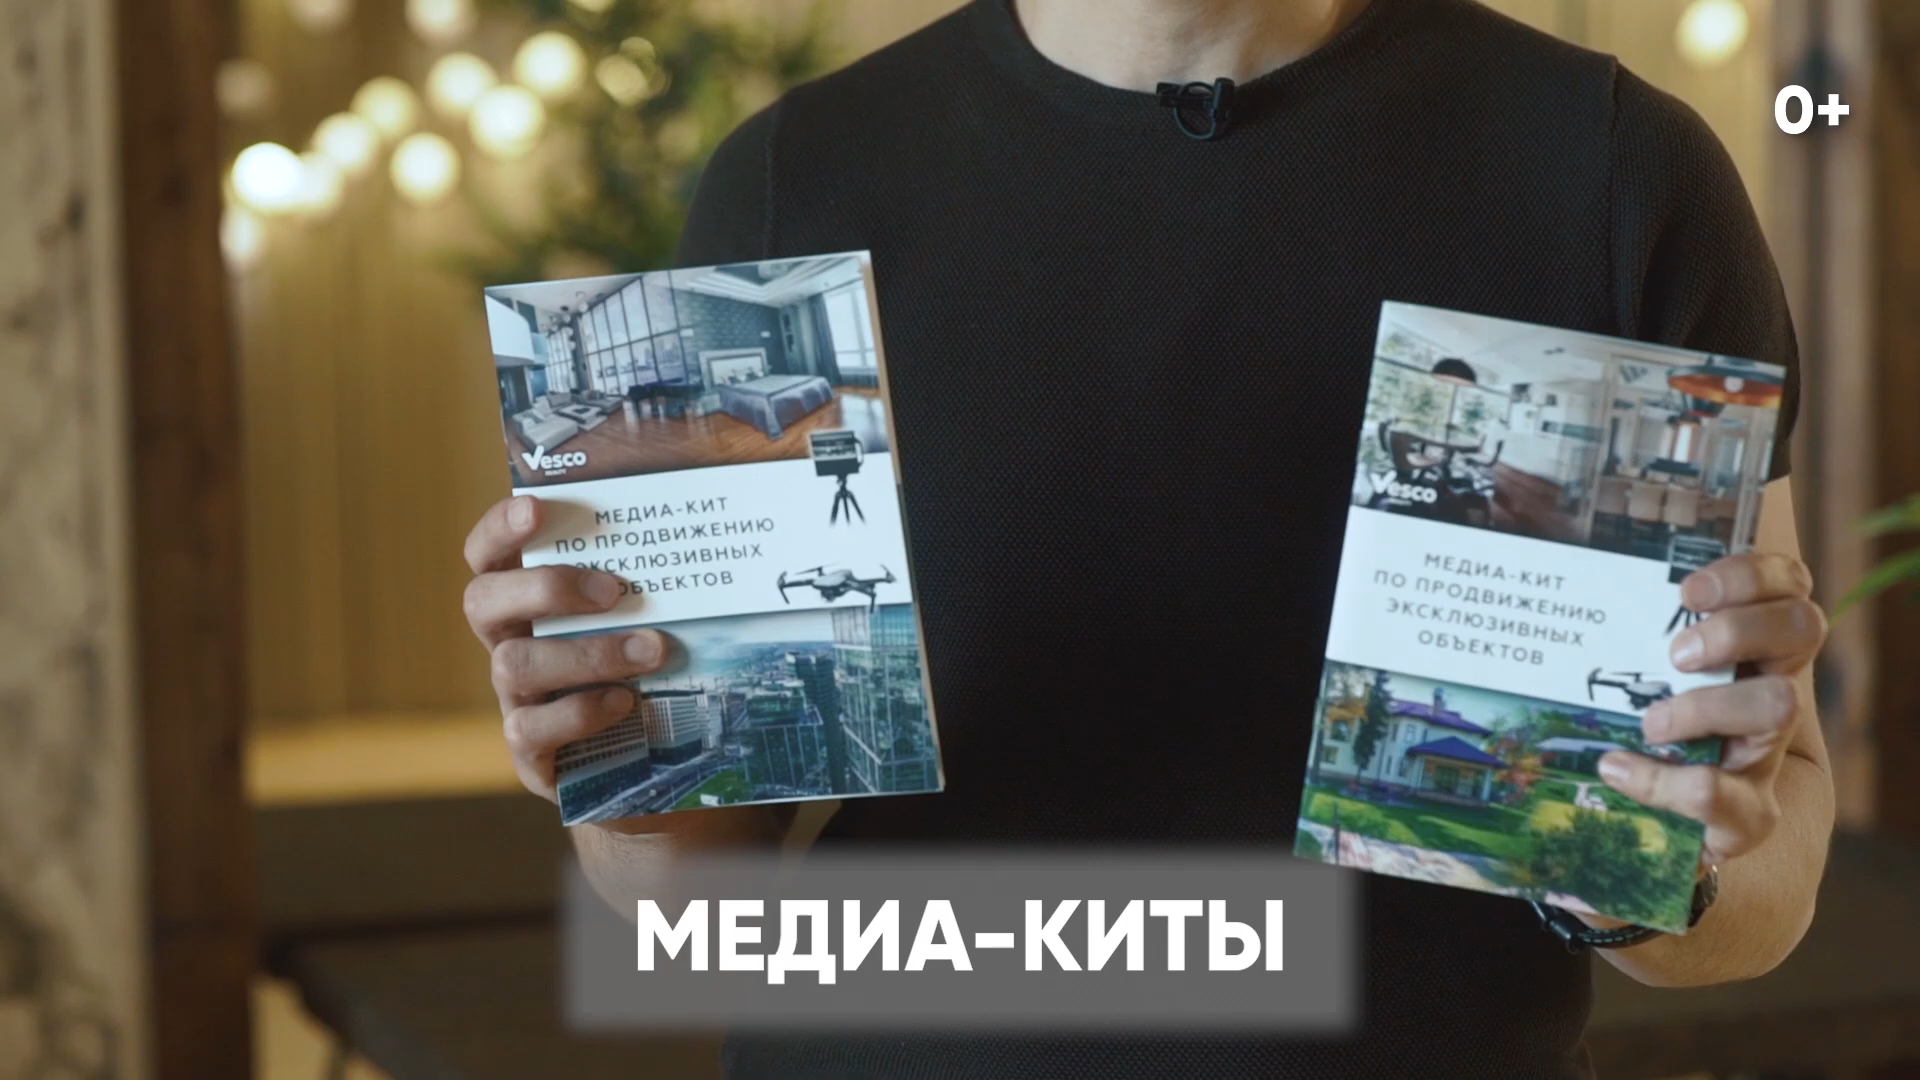 0+
Vesco
МЕДИА-КИТ
ПО ПРОДВИЖЕНИЮ
ЭКСКЛЮЗИВНЫХ
ОБЪЕКТОВ
Vesco
МЕДИА-КИТ
ПО ПРОДВИЖЕНИЮ
ЭКСКЛЮЗИВНЫХ
ОБЪЕКТОВ
МЕДИА-КИТЫ